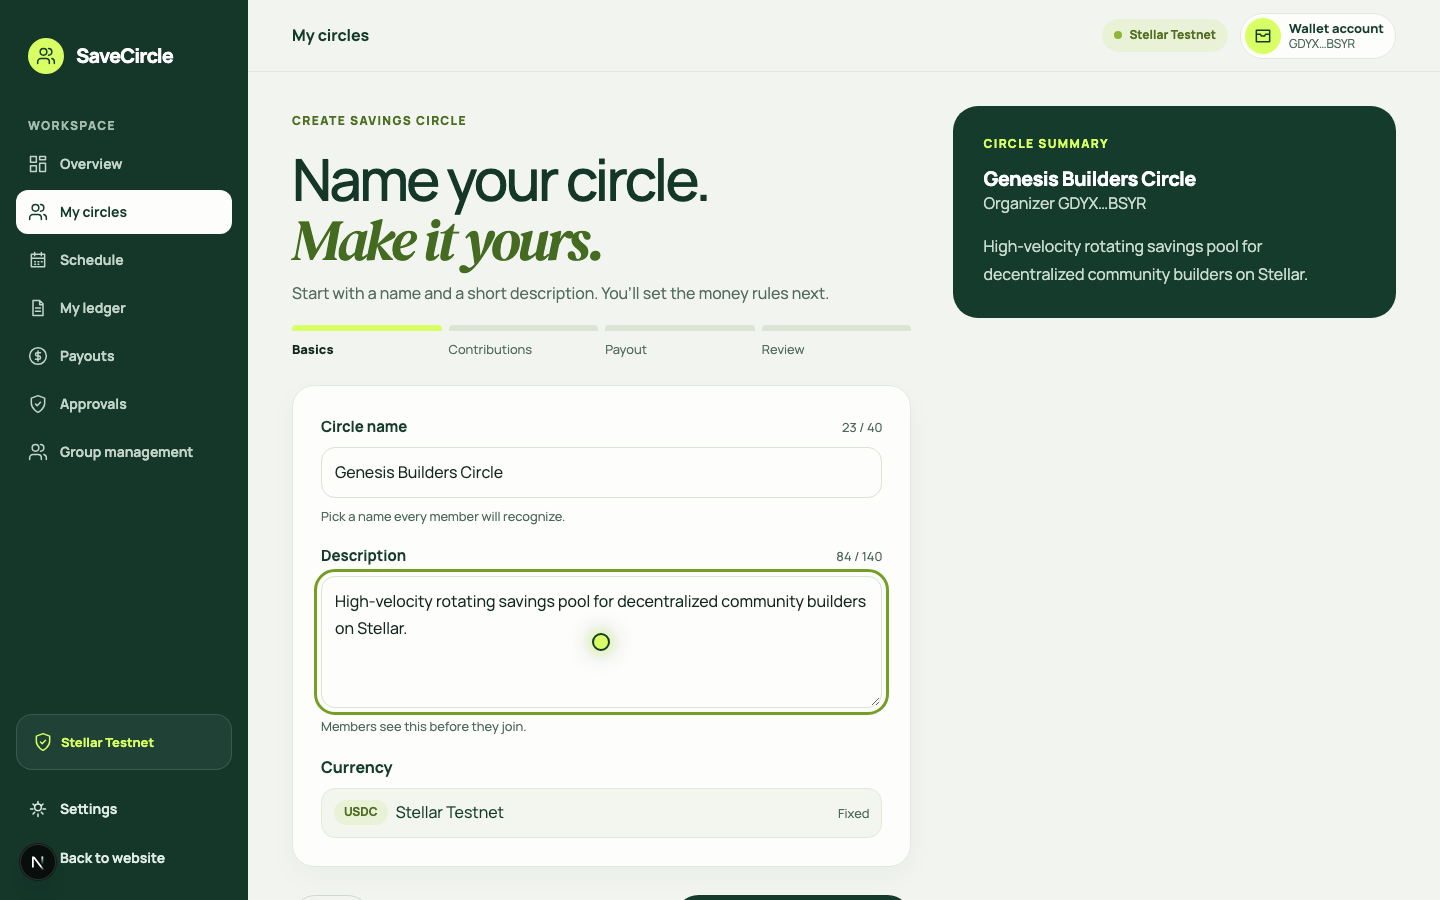 SaveCircle
WORKSPACE
Overview
My circles
Schedule
My ledger
Payouts
Approvals
Group management
Stellar Testnet
Settings
N
Back to website
My circles
Stellar Testnet
Wallet account
GDYX...BSYR
CREATE SAVINGS CIRCLE
Name your circle.
Make it yours.
Start with a name and a short description. You'll set the money rules next.
Basics
Contributions
Payout
Review
Circle name
23 / 40
Genesis Builders Circle
Pick a name every member will recognize.
Description
84 / 140
High-velocity rotating savings pool for decentralized community builders
on Stellar.
Members see this before they join.
Currency
USDC
Stellar Testnet
Fixed
CIRCLE SUMMARY
Genesis Builders Circle
Organizer GDYX...BSYR
High-velocity rotating savings pool for
decentralized community builders on Stellar.